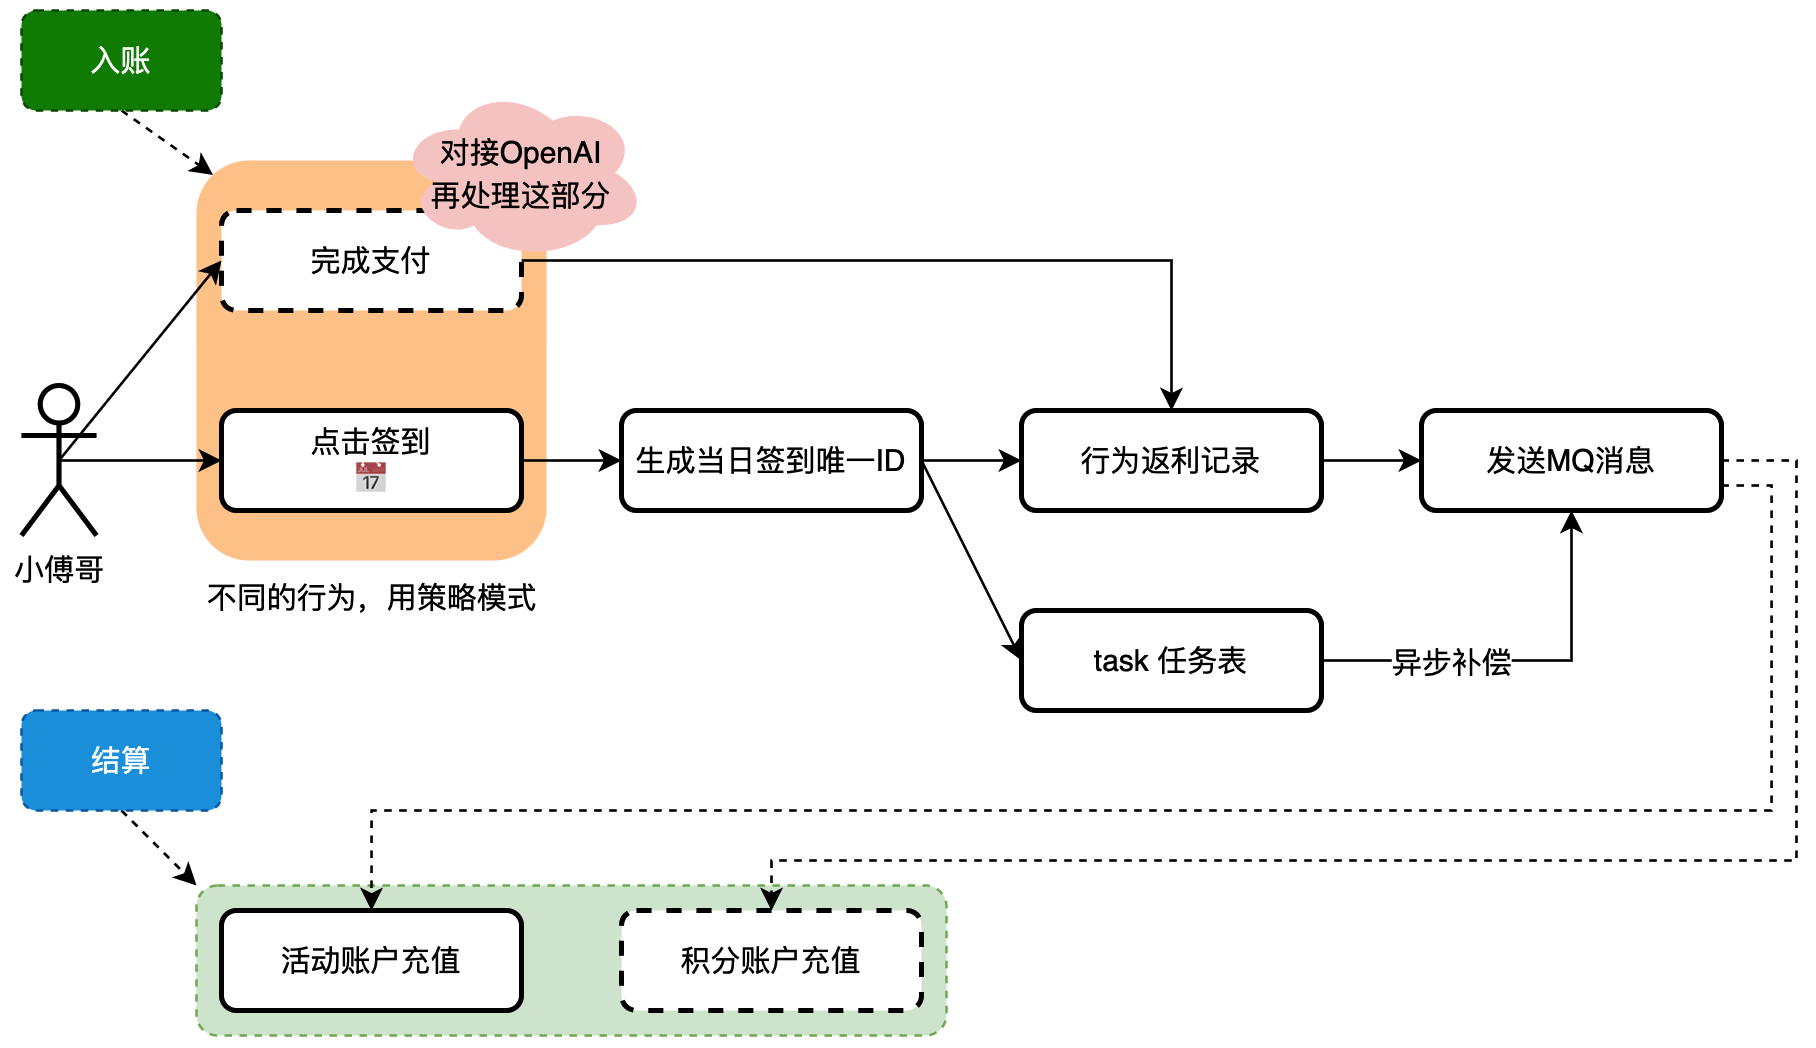 入账
对接OpenAI
再处理这部分
完成支付
点击签到
JUL
17
生成当日签到唯一ID
行为返利记录
发送MQ消息
小傅哥
不同的行为，用策略模式
task 任务表
异步补偿
结算
活动账户充值
积分账户充值